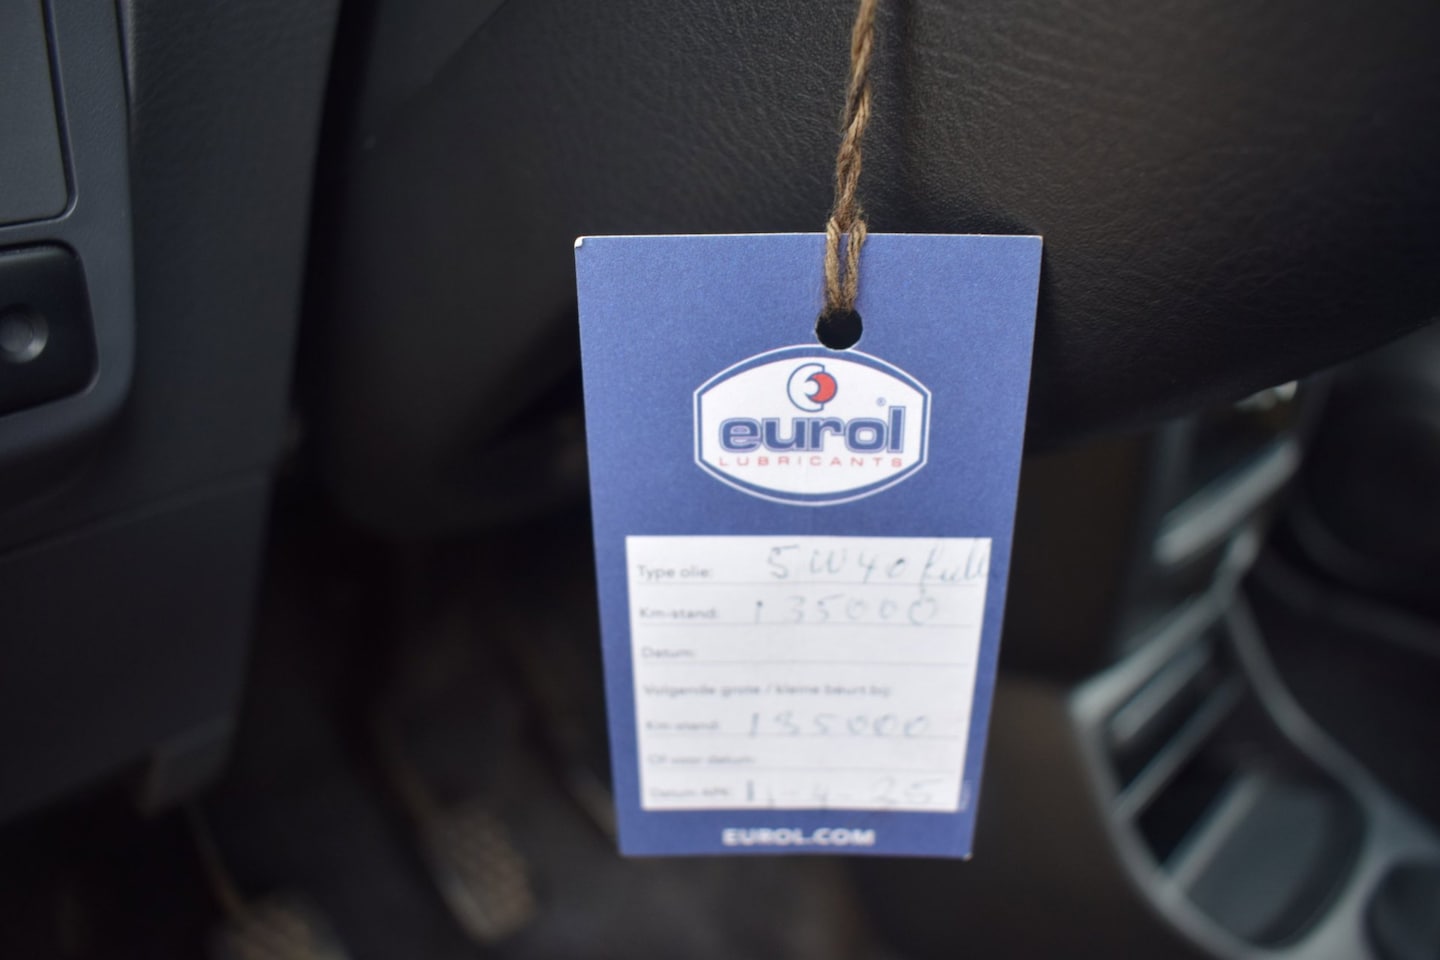 eurol®
LUBRICANTS
Type olie: 5W40 full
Km-stand: 135000
Datum:
Volgende grote / kleine beurt bij:
Km-stand: 155000
Of voor datum:
Datum APK: 11-4-25
EUROL.COM